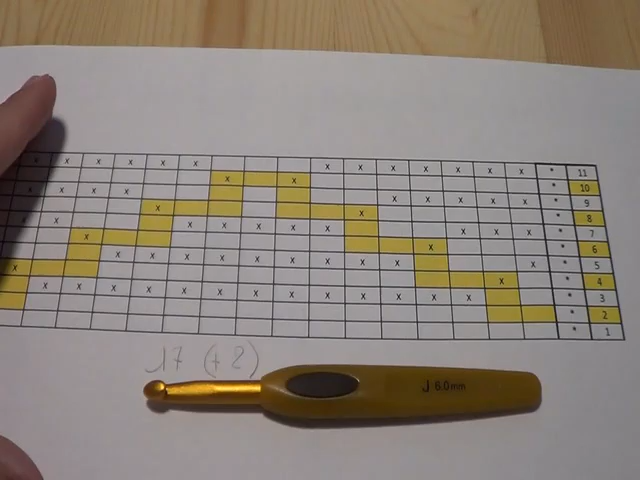 x x x x x x x x x x x x x * 11
x x * 10
x x x x x x x x x * 9
x x * 8
x x x x x x x x x x * 7
x x * 6
x x x x x x x x x x * 5
x x * 4
x x x x x x x x x x x x x * 3
* 2
* 1
17 (+2)
J 6.0mm